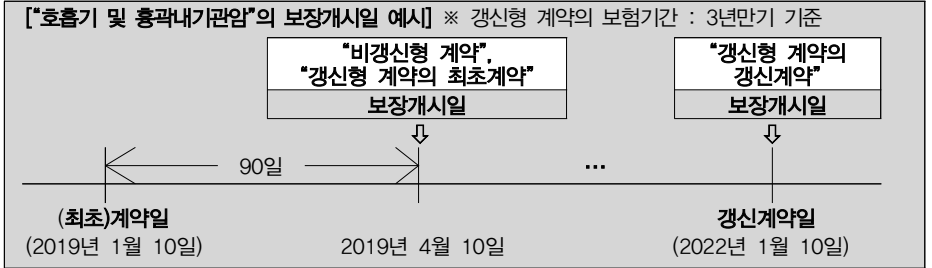 ["호흡기 및 흉곽내기관암"의 보장개시일 예시] ※ 갱신형 계약의 보험기간 : 3년만기 기준
"비갱신형 계약",
"갱신형 계약의 최초계약"
보장개시일
"갱신형 계약의
갱신계약"
보장개시일
90일
...
(최초)계약일
(2019년 1월 10일)
2019년 4월 10일
갱신계약일
(2022년 1월 10일)